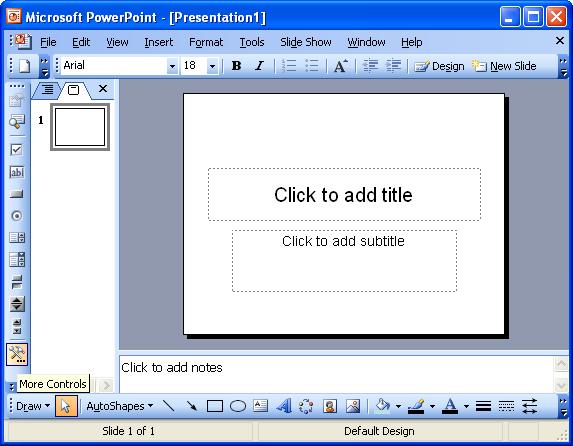 Microsoft PowerPoint - [Presentation1]
File Edit View Insert Format Tools Slide Show Window Help
Arial 18 B I A Design New Slide
1
ab|
Click to add title
Click to add subtitle
Click to add notes
More Controls
Draw AutoShapes A A
Slide 1 of 1 Default Design